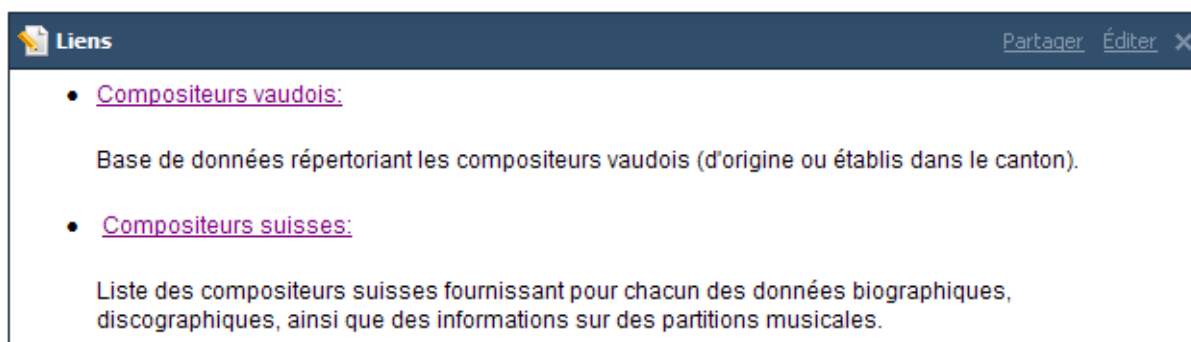 Liens Partager Éditer
Compositeurs vaudois:
Base de données répertoriant les compositeurs vaudois (d'origine ou établis dans le canton).
Compositeurs suisses:
Liste des compositeurs suisses fournissant pour chacun des données biographiques,
discographiques, ainsi que des informations sur des partitions musicales.